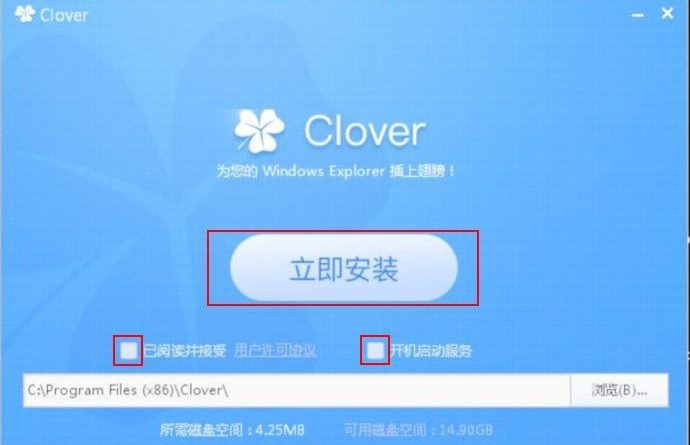 Clover
Clover
为您的 Windows Explorer 插上翅膀！
立即安装
已阅读并接受 用户许可协议 开机启动服务
C:\Program Files (x86)\Clover\ 浏览(B)...
所需磁盘空间：4.25MB 可用磁盘空间：14.90GB